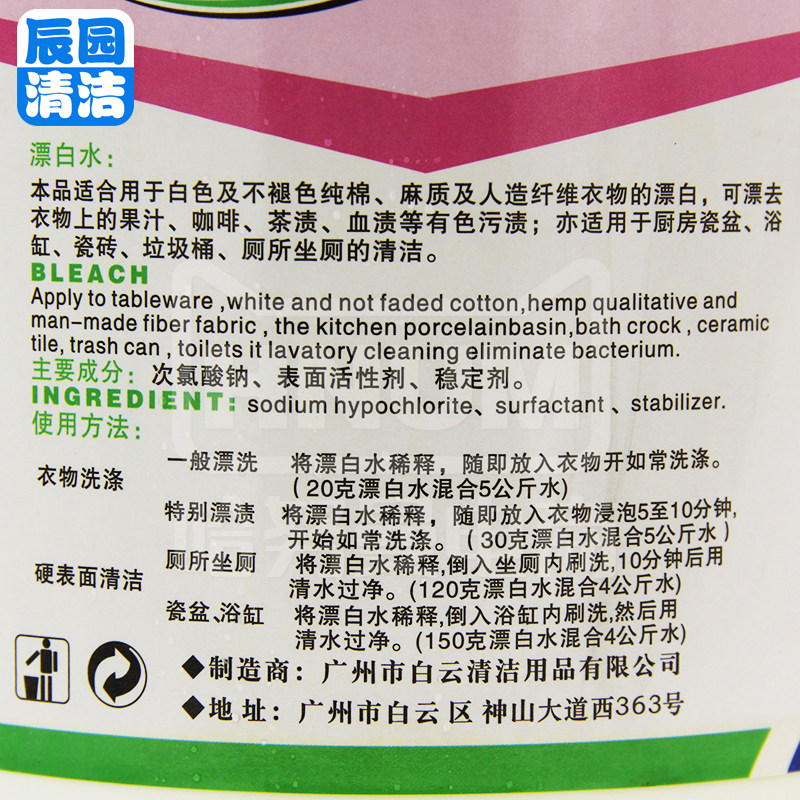 辰园
清洁
漂白水：
本品适合用于白色及不褪色纯棉、麻质及人造纤维衣物的漂白，可漂去
衣物上的果汁、咖啡、茶渍、血渍等有色污渍；亦适用于厨房瓷盆、浴
缸、瓷砖、垃圾桶、厕所坐厕的清洁。
BLEACH
Apply to tableware ,white and not faded cotton,hemp qualitative and
man-made fiber fabric , the kitchen porcelainbasin,bath crock , ceramic
tile, trash can , toilets it lavatory cleaning eliminate bacterium.
主要成分：次氯酸钠、表面活性剂、稳定剂。
INGREDIENT: sodium hypochlorite、surfactant 、stabilizer.
使用方法：
衣物洗涤
一般漂洗 将漂白水稀释，随即放入衣物开如常洗涤。
（20克漂白水混合5公斤水）
特别漂渍 将漂白水稀释，随即放入衣物浸泡5至10分钟，
开始如常洗涤。（30克漂白水混合5公斤水）
硬表面清洁
厕所坐厕 将漂白水稀释,倒入坐厕内刷洗,10分钟后用
清水过净。(120克漂白水混合4公斤水)
瓷盆、浴缸 将漂白水稀释,倒入浴缸内刷洗,然后用
清水过净。(150克漂白水混合4公斤水)
◆制造商：广州市白云清洁用品有限公司
◆地 址：广州市白云区神山大道西363号